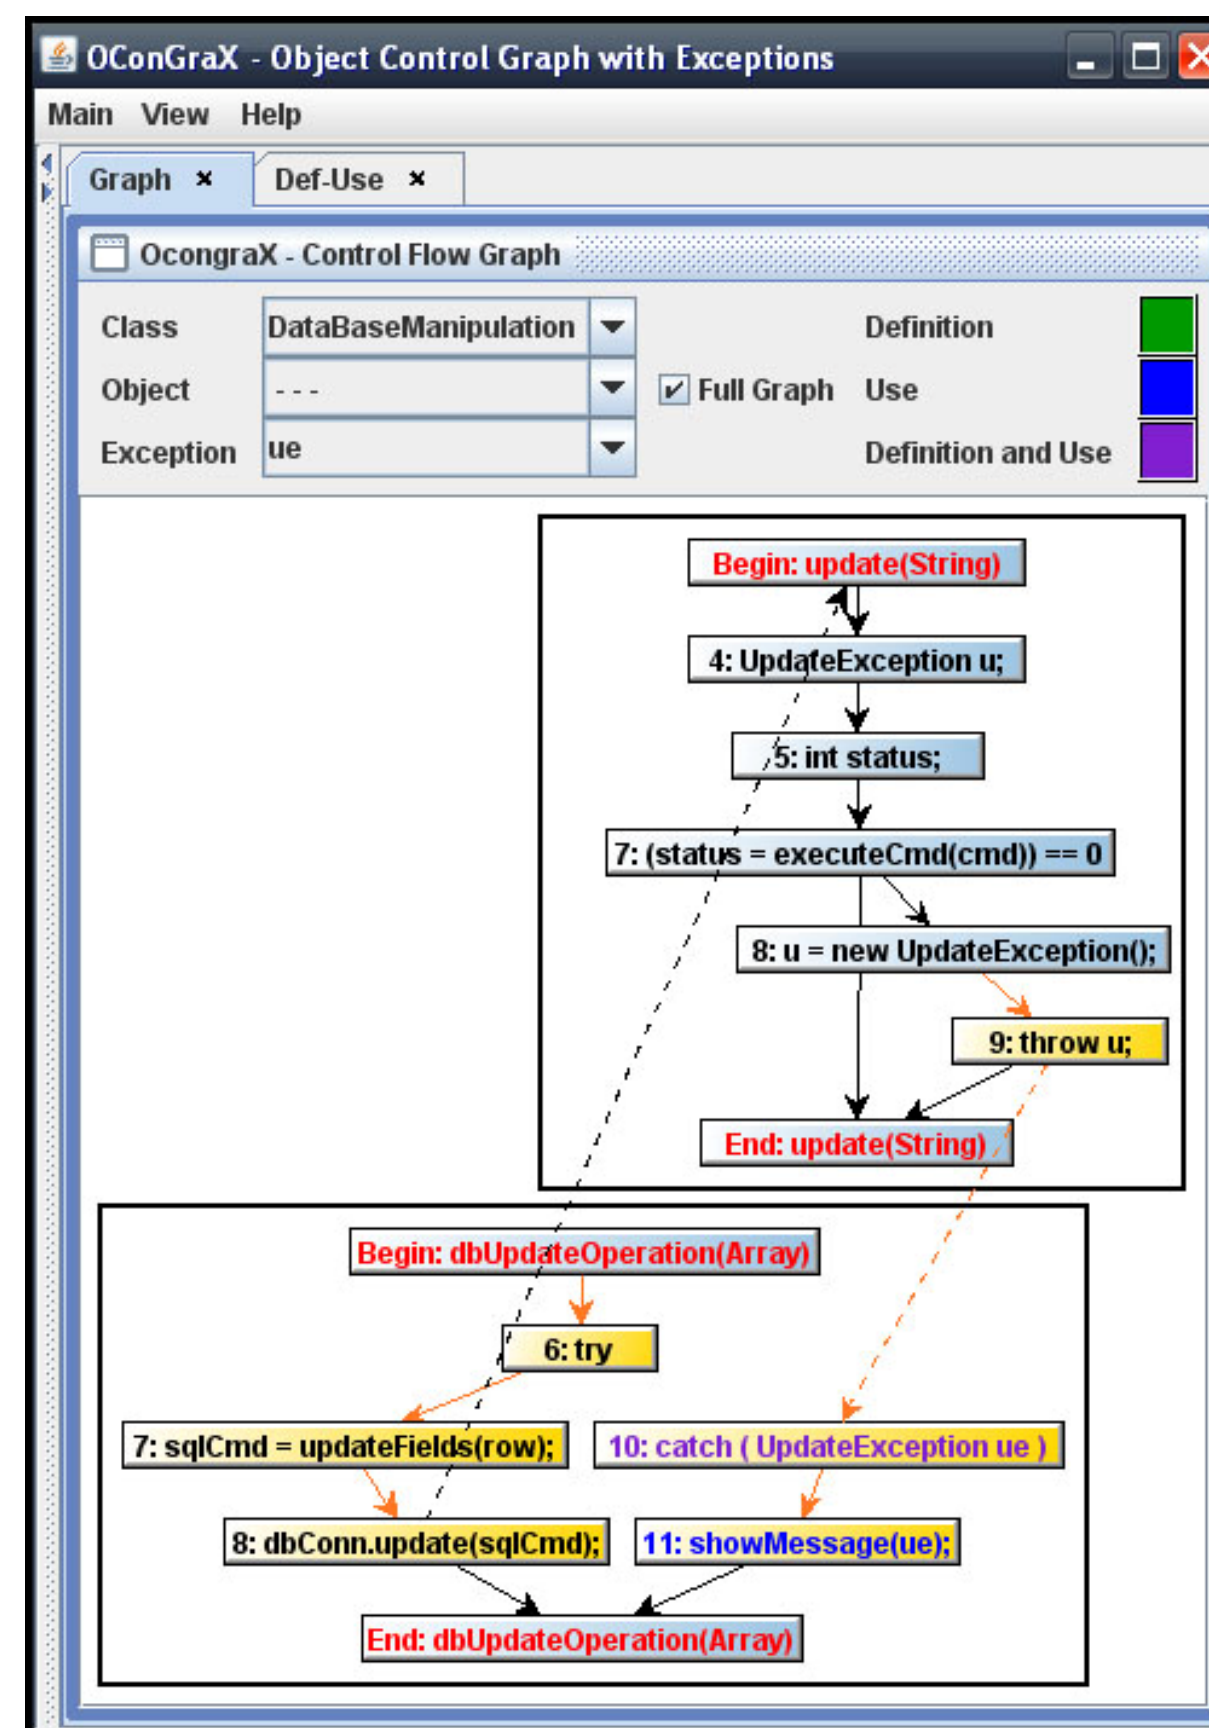 OConGraX - Object Control Graph with Exceptions
Main View Help
Graph Def-Use
OcongraX - Control Flow Graph
Class DataBaseManipulation Definition
Object - - - Full Graph Use
Exception ue Definition and Use
Begin: update(String)
4: UpdateException u;
5: int status;
7: (status = executeCmd(cmd)) == 0
8: u = new UpdateException();
9: throw u;
End: update(String)
Begin: dbUpdateOperation(Array)
6: try
7: sqlCmd = updateFields(row); 10: catch ( UpdateException ue )
8: dbConn.update(sqlCmd); 11: showMessage(ue);
End: dbUpdateOperation(Array)